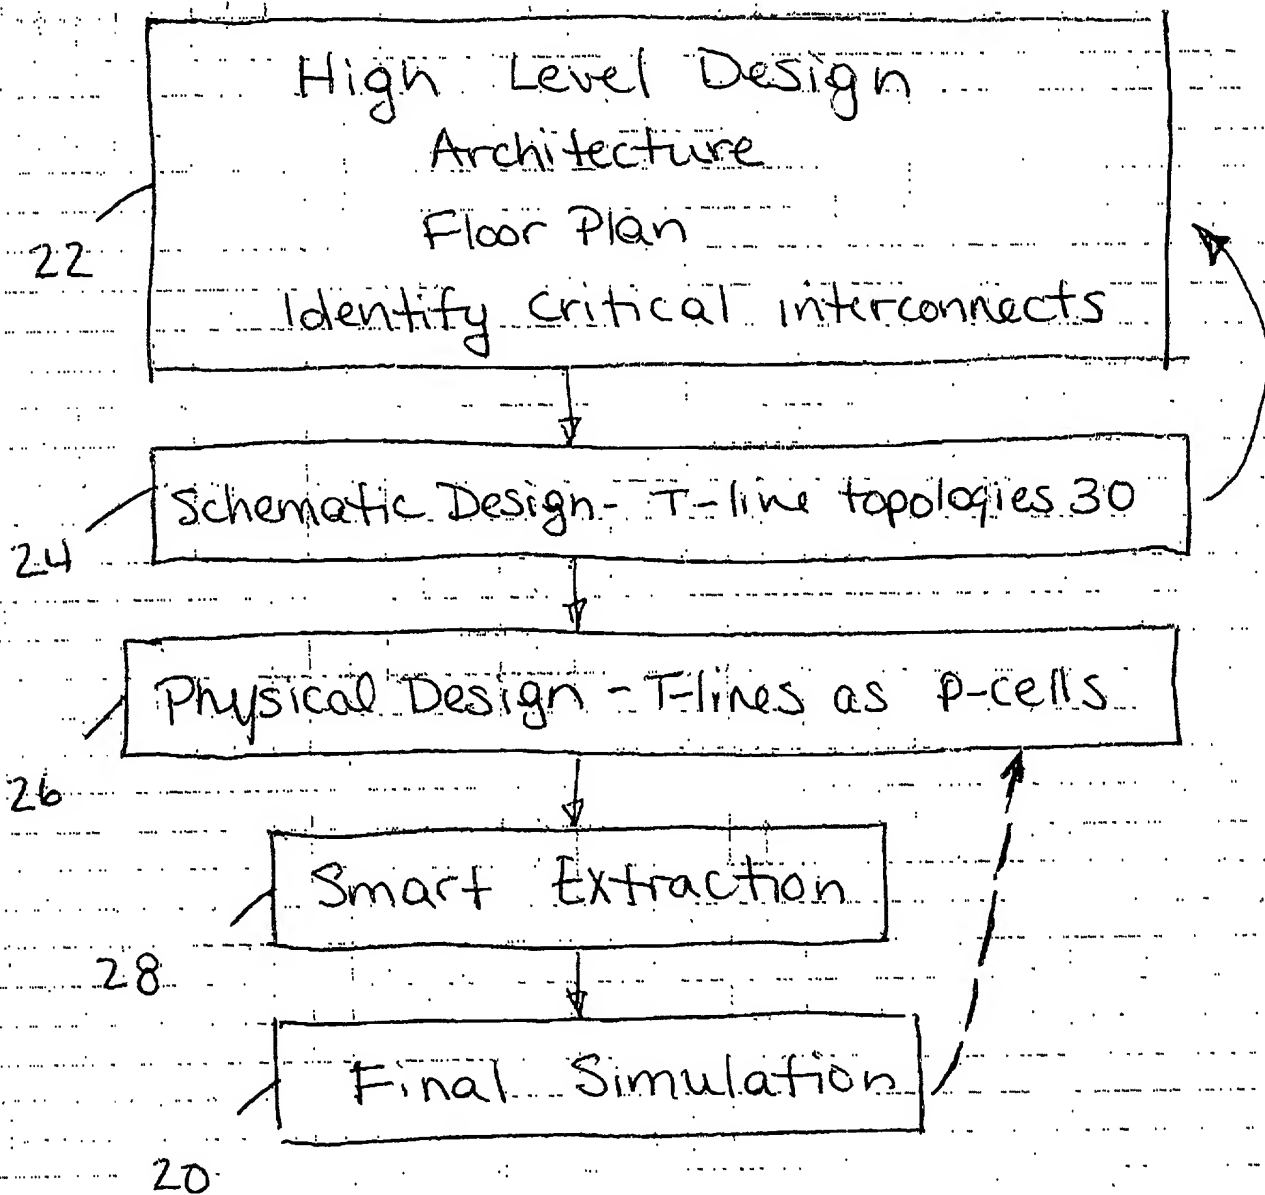 High Level Design
Architecture
Floor Plan
22
Identify Critical interconnects
Schematic Design - T-line topologies 30
24
Physical Design - T-lines as p-cells
26
Smart Extraction
28
Final Simulation
20